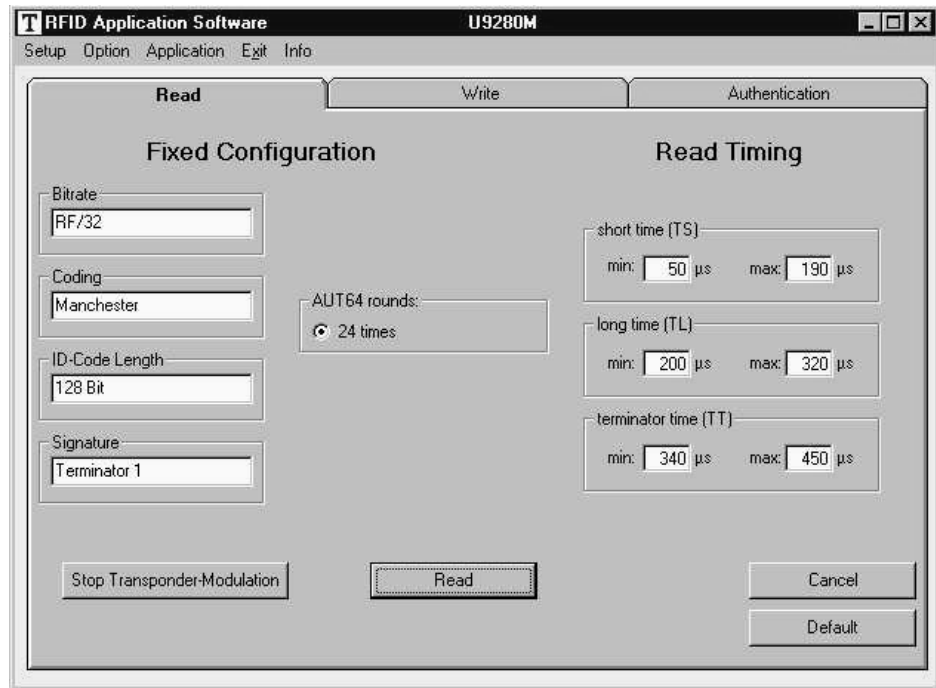 T RFID Application Software U9280M
Setup Option Application Exit Info
Read Write Authentication
Fixed Configuration
Bitrate
RF/32
Coding
Manchester
ID-Code Length
128 Bit
Signature
Terminator 1
AUT64 rounds:
24 times
Read Timing
short time (TS)
min: 50 µs max: 190 µs
long time (TL)
min: 200 µs max: 320 µs
terminator time (TT)
min: 340 µs max: 450 µs
Stop Transponder-Modulation Read Cancel
Default